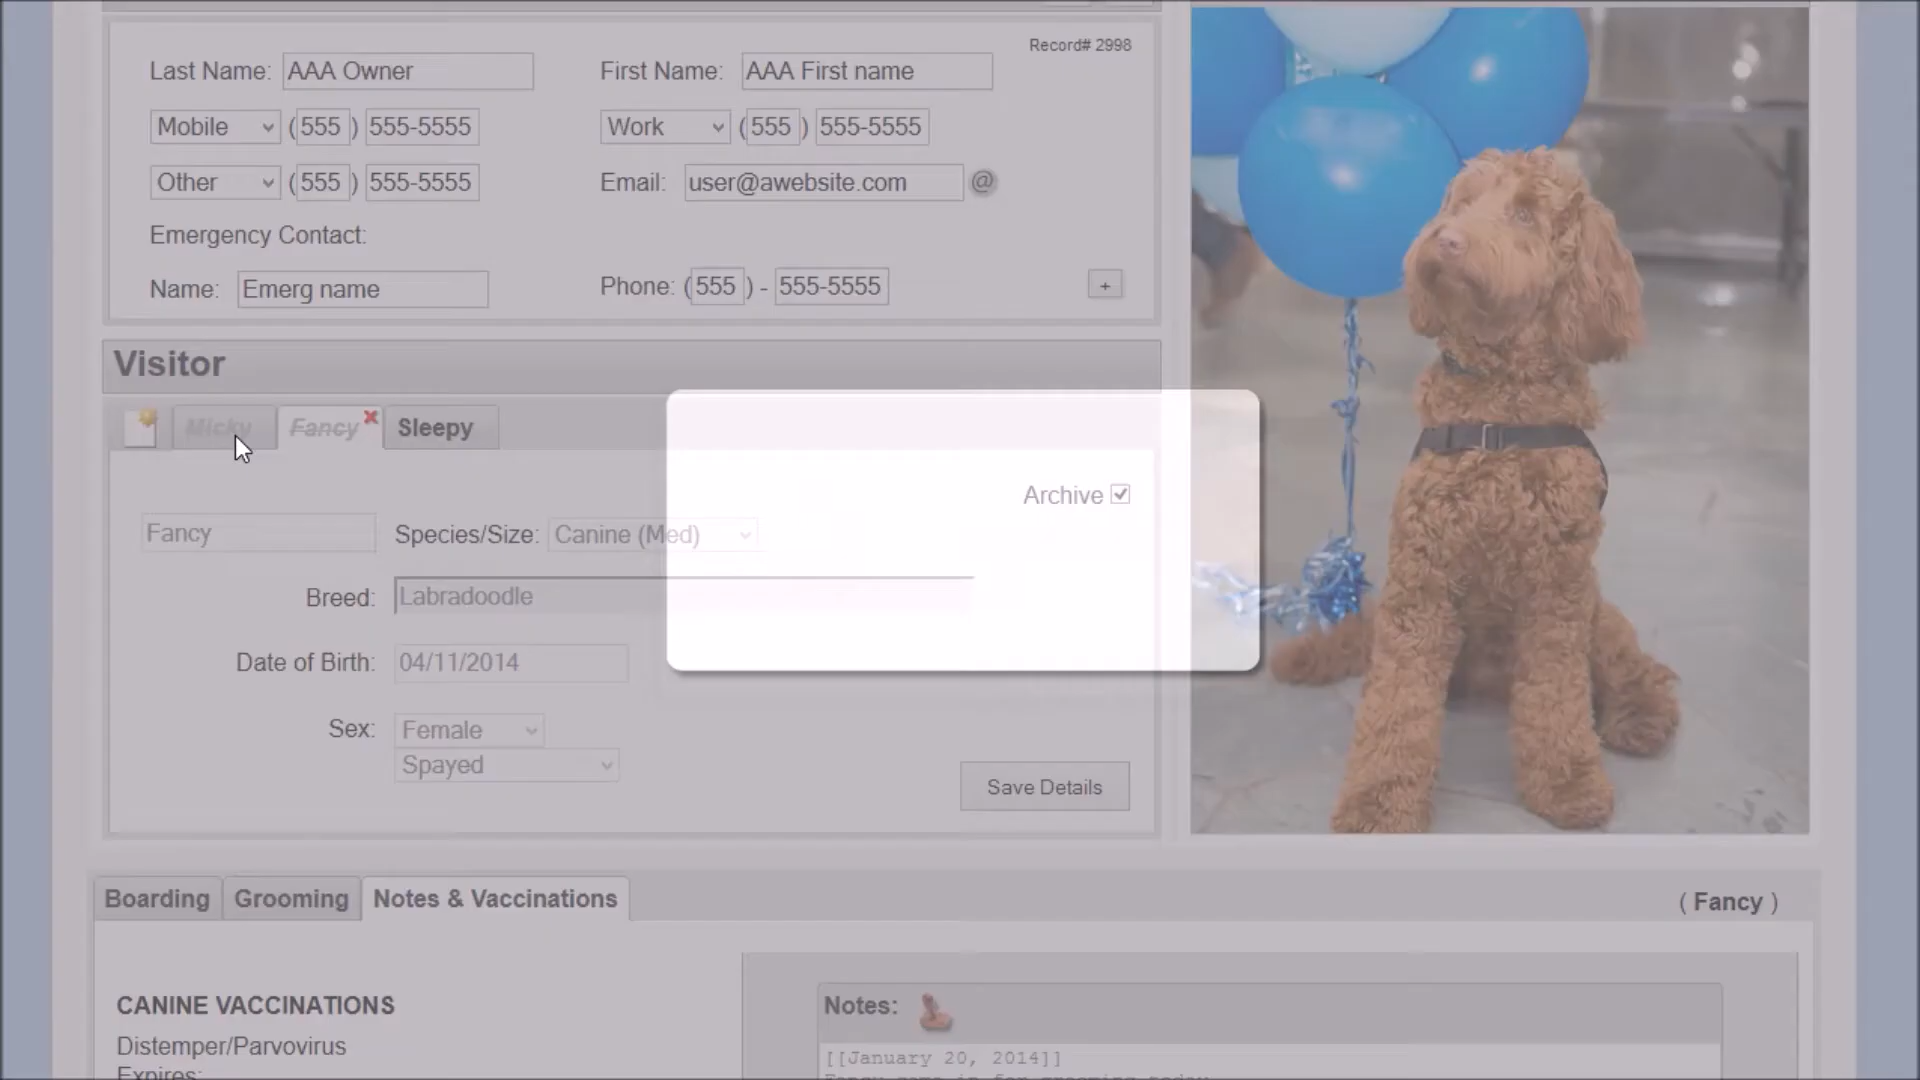 Record# 2998
Last Name: AAA Owner First Name: AAA First name
Mobile (555) 555-5555 Work (555) 555-5555
Other (555) 555-5555 Email: user@awebsite.com @
Emergency Contact:
Name: Emerg name Phone: (555) - 555-5555 +
Visitor
Micky Fancy Sleepy
Archive
Fancy Species/Size: Canine (Med)
Breed: Labradoodle
Date of Birth: 04/11/2014
Sex: Female
Spayed
Save Details
Boarding Grooming Notes & Vaccinations ( Fancy )
CANINE VACCINATIONS
Notes:
Distemper/Parvovirus
[[January 20, 2014]]
Expires: